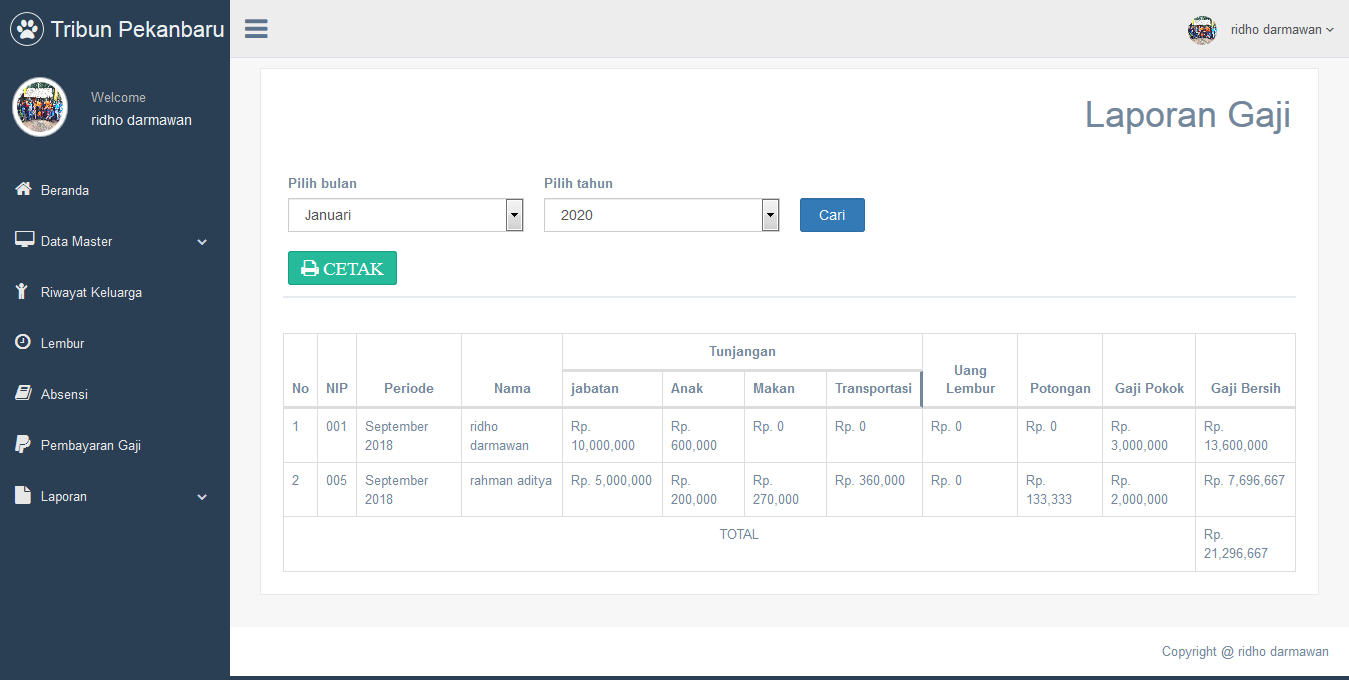 Tribun Pekanbaru
ridho darmawan
Welcome
ridho darmawan
Beranda
Data Master
Riwayat Keluarga
Lembur
Absensi
Pembayaran Gaji
Laporan
Laporan Gaji
Pilih bulan Pilih tahun
Januari 2020 Cari
CETAK
No NIP Periode Nama Tunjangan Uang Lembur Potongan Gaji Pokok Gaji Bersih
jabatan Anak Makan Transportasi
1 001 September 2018 ridho darmawan Rp. 10,000,000 Rp. 600,000 Rp. 0 Rp. 0 Rp. 0 Rp. 0 Rp. 3,000,000 Rp. 13,600,000
2 005 September 2018 rahman aditya Rp. 5,000,000 Rp. 200,000 Rp. 270,000 Rp. 360,000 Rp. 0 Rp. 133,333 Rp. 2,000,000 Rp. 7,696,667
TOTAL Rp. 21,296,667
Copyright @ ridho darmawan